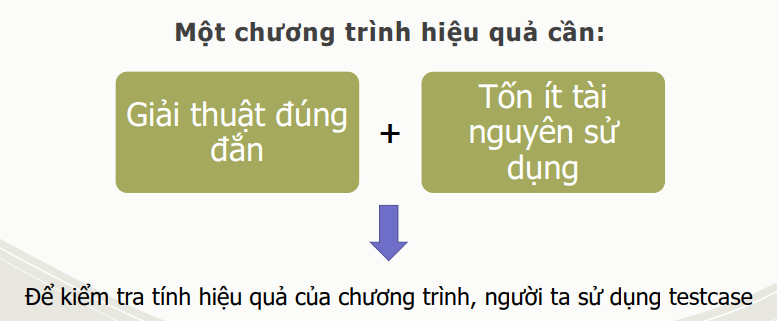 Một chương trình hiệu quả cần:
Giải thuật đúng
đắn
+
Tốn ít tài
nguyên sử
dụng
Để kiểm tra tính hiệu quả của chương trình, người ta sử dụng testcase